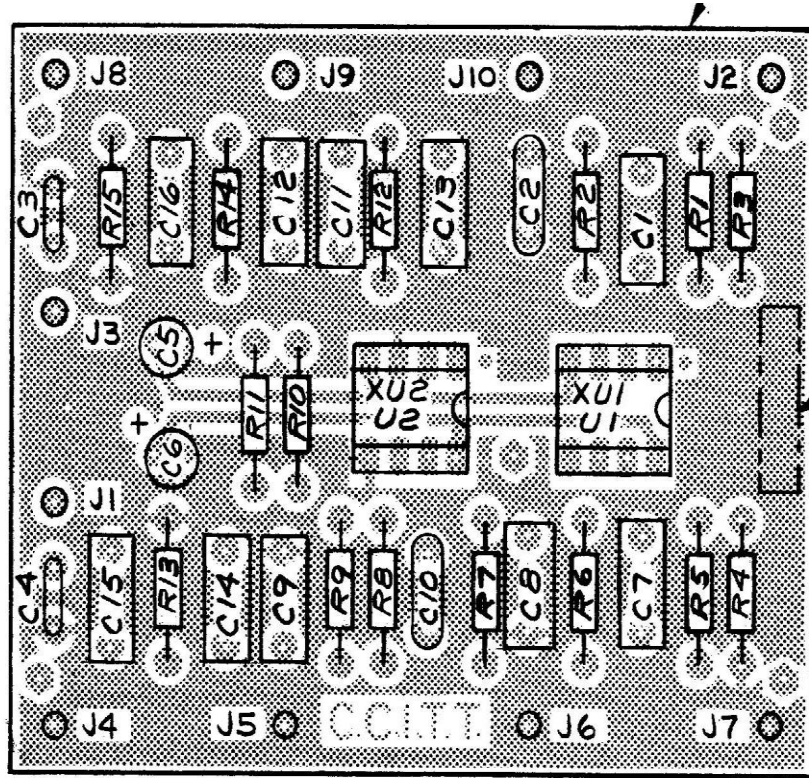 J8 J9 J10 J2
C3 R15 C16 R14 C12 C11 R12 C13 C2 R2 C1 R1 R3
J3 C5 +
R11 R10 XU2 XU1
U2 U1
+ C6
J1
C4 C15 R13 C14 C9 R9 R8 C10 R7 C8 R6 C7 R5 R4
J4 J5 C.C.I.T.T. J6 J7